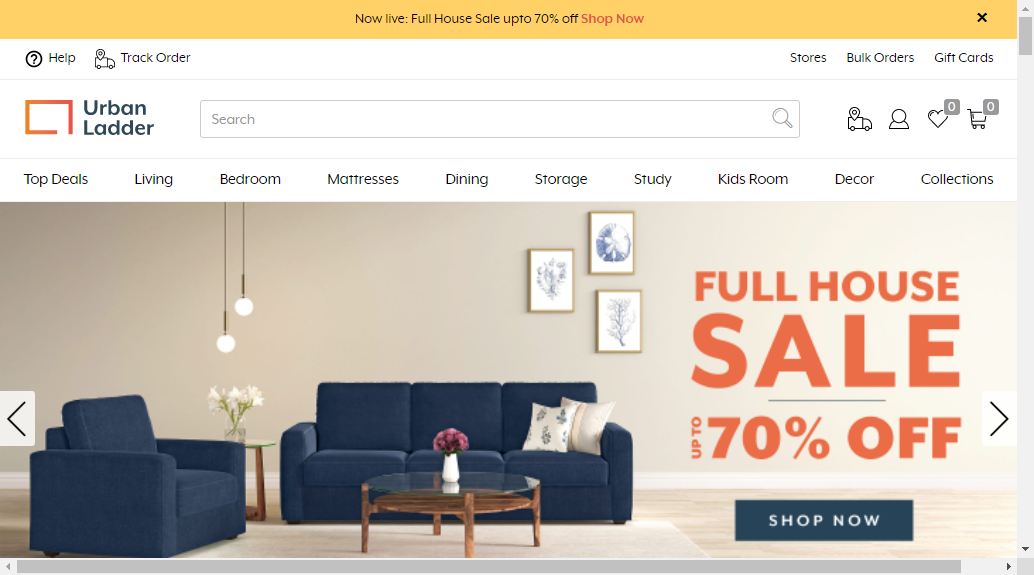 Now live: Full House Sale upto 70% off Shop Now
Help Track Order Stores Bulk Orders Gift Cards
Urban
Ladder
Search
0 0
Top Deals Living Bedroom Mattresses Dining Storage Study Kids Room Decor Collections
FULL HOUSE
SALE
UP TO 70% OFF
SHOP NOW